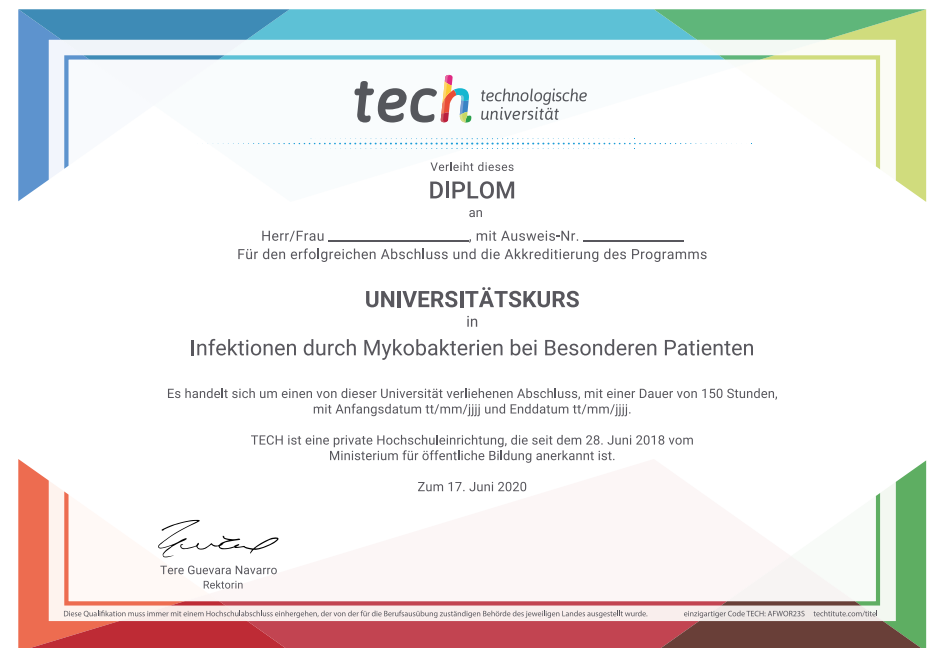 tech technologische
universität
Verleiht dieses
DIPLOM
an
Herr/Frau ________________, mit Ausweis-Nr. ____________
Für den erfolgreichen Abschluss und die Akkreditierung des Programms
UNIVERSITÄTSKURS
in
Infektionen durch Mykobakterien bei Besonderen Patienten
Es handelt sich um einen von dieser Universität verliehenen Abschluss, mit einer Dauer von 150 Stunden,
mit Anfangsdatum tt/mm/jjjj und Enddatum tt/mm/jjjj.
TECH ist eine private Hochschuleinrichtung, die seit dem 28. Juni 2018 vom
Ministerium für öffentliche Bildung anerkannt ist.
Zum 17. Juni 2020
Tere Guevara Navarro
Rektorin
Diese Qualifikation muss immer mit einem Hochschulabschluss einhergehen, der von der für die Berufsausübung zuständigen Behörde des jeweiligen Landes ausgestellt wurde. einzigartiger Code TECH: AFWOR23S techtitute.com/titel